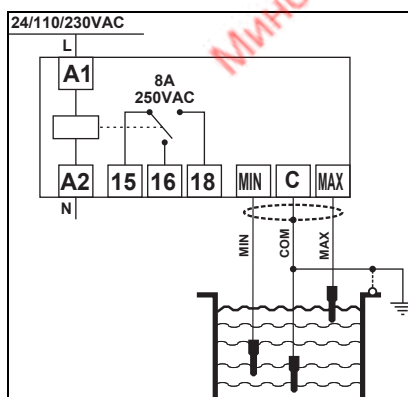 24/110/230VAC
L
A1
8A
250VAC
A2
15
16
18
MIN
C
MAX
N
MIN
COM
MAX